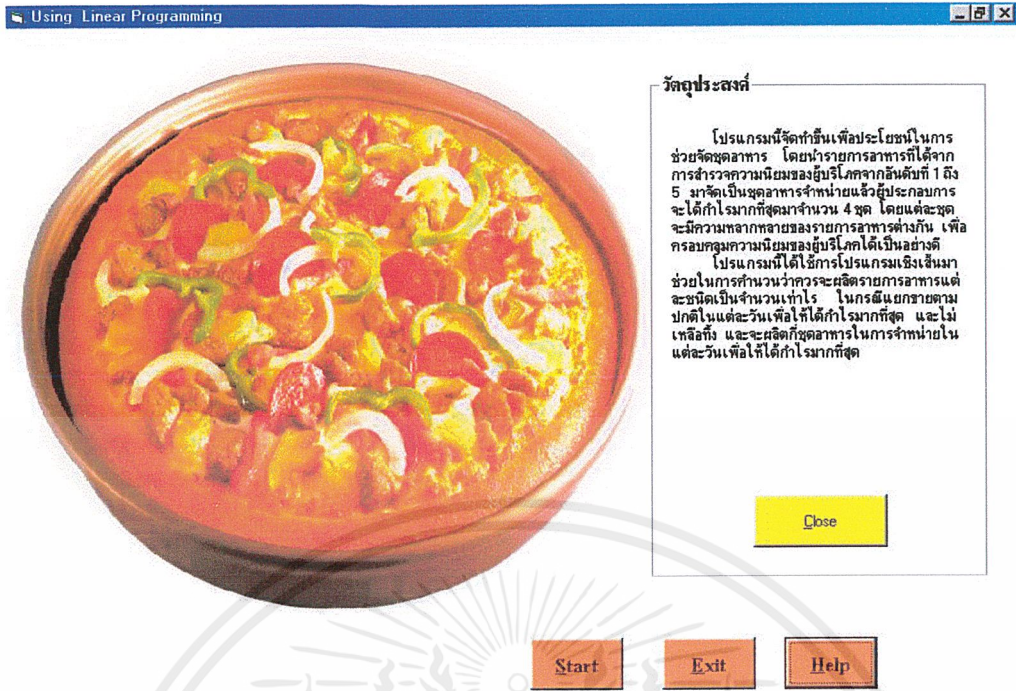 Using Linear Programming
วัตถุประสงค์
โปรแกรมนี้จัดทำขึ้นเพื่อประโยชน์ในการ
ช่วยจัดชุดอาหาร โดยนำรายการอาหารที่ได้จาก
การสำรวจความนิยมของผู้บริโภคจากอันดับที่ 1 ถึง
5 มาจัดเป็นชุดอาหารจำหน่ายแล้วผู้ประกอบการ
จะได้กำไรมากที่สุดมาจำนวน 4 ชุด โดยแต่ละชุด
จะมีความหลากหลายของรายการอาหารต่างกัน เพื่อ
ครอบคลุมความนิยมของผู้บริโภคได้เป็นอย่างดี
โปรแกรมนี้ได้ใช้การโปรแกรมเชิงเส้นมา
ช่วยในการคำนวนว่าควรจะผลิตรายการอาหารแต่
ละชนิดเป็นจำนวนเท่าไร ในกรณีแยกขายตาม
ปกติในแต่ละวันเพื่อให้ได้กำไรมากที่สุด และไม่
เหลือทิ้ง และจะผลิตกี่ชุดอาหารในการจำหน่ายใน
แต่ละวันเพื่อให้ได้กำไรมากที่สุด
Close
Start Exit Help